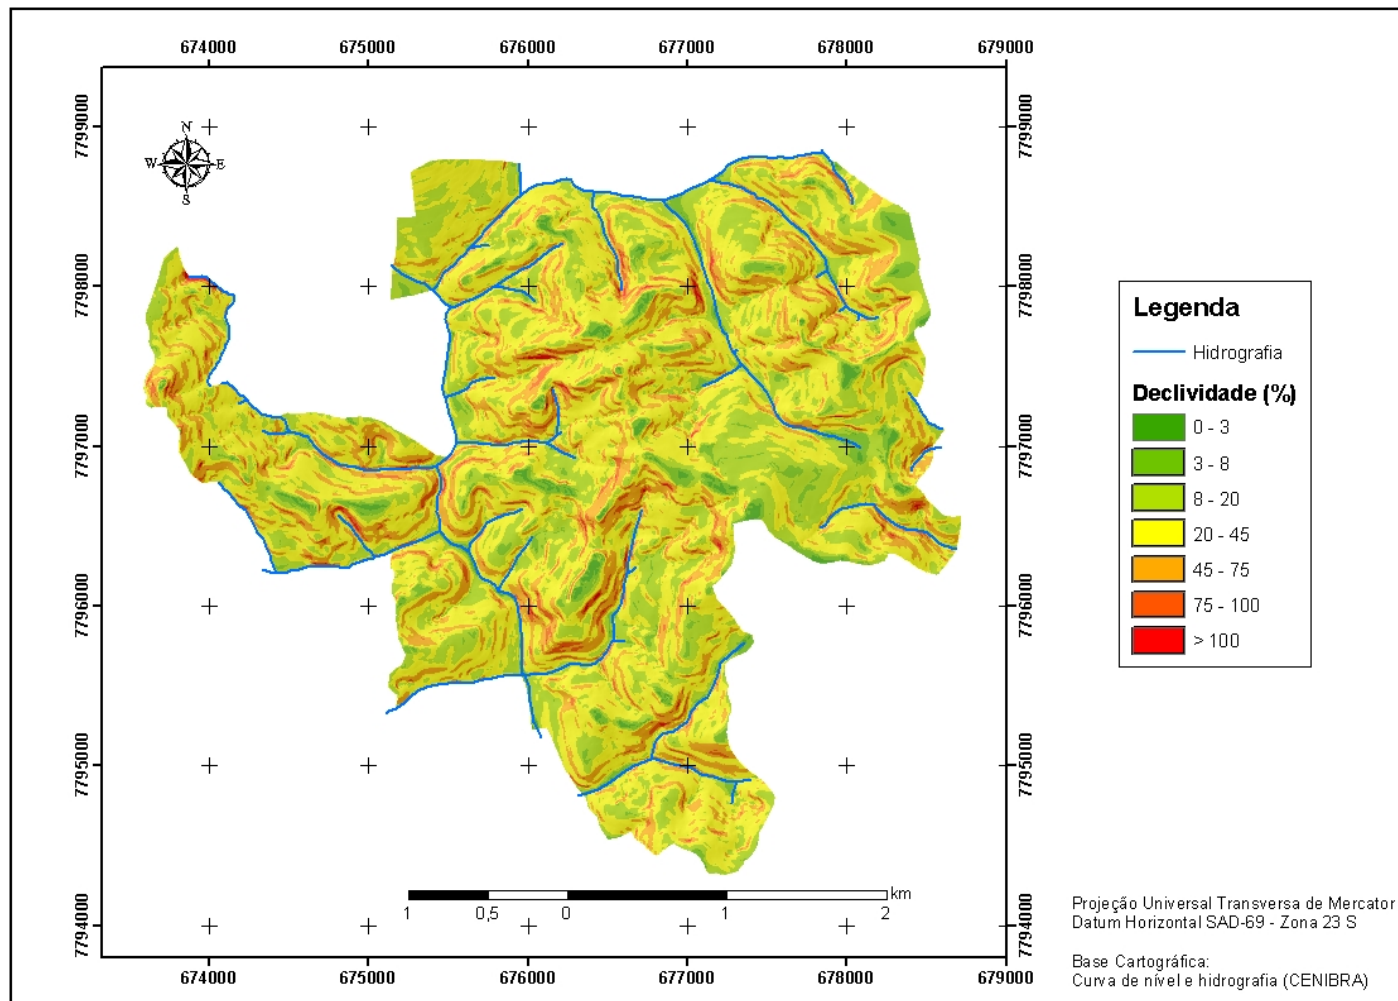 674000 675000 676000 677000 678000 679000
7799000 7799000
N
W E
S
7798000 7798000
Legenda
Hidrografia
Declividade (%)
0 - 3
3 - 8
8 - 20
20 - 45
45 - 75
75 - 100
> 100
7797000 7797000
7796000 7796000
7795000 7795000
km
1 0,5 0 1 2
7794000 7794000
674000 675000 676000 677000 678000 679000
Projeção Universal Transversa de Mercator
Datum Horizontal SAD-69 - Zona 23 S
Base Cartográfica:
Curva de nível e hidrografia (CENIBRA)